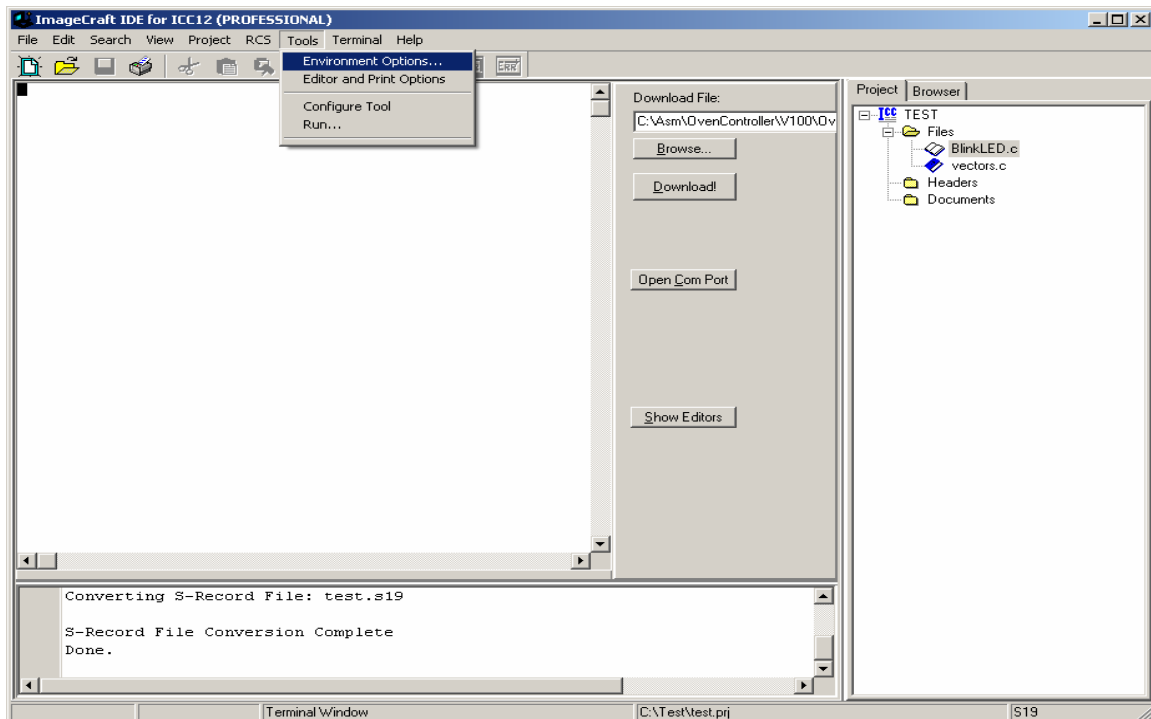 ImageCraft IDE for ICC12 (PROFESSIONAL)
File Edit Search View Project RCS Tools Terminal Help
Environment Options...
Editor and Print Options
Configure Tool
Run...
ERR
Download File:
C:\Asm\OvenController\V100\Ov
Browse...
Download!
Open Com Port
Show Editors
Project Browser
ICC TEST
Files
BlinkLED.c
vectors.c
Headers
Documents
Converting S-Record File: test.s19
S-Record File Conversion Complete
Done.
Terminal Window C:\Test\test.prj S19